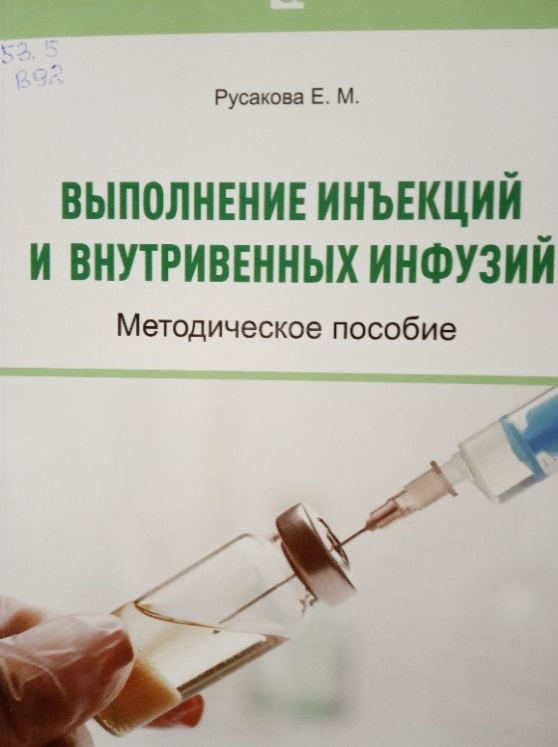 53.5
В92
Русакова Е. М.
ВЫПОЛНЕНИЕ ИНЪЕКЦИЙ
И ВНУТРИВЕННЫХ ИНФУЗИЙ
Методическое пособие